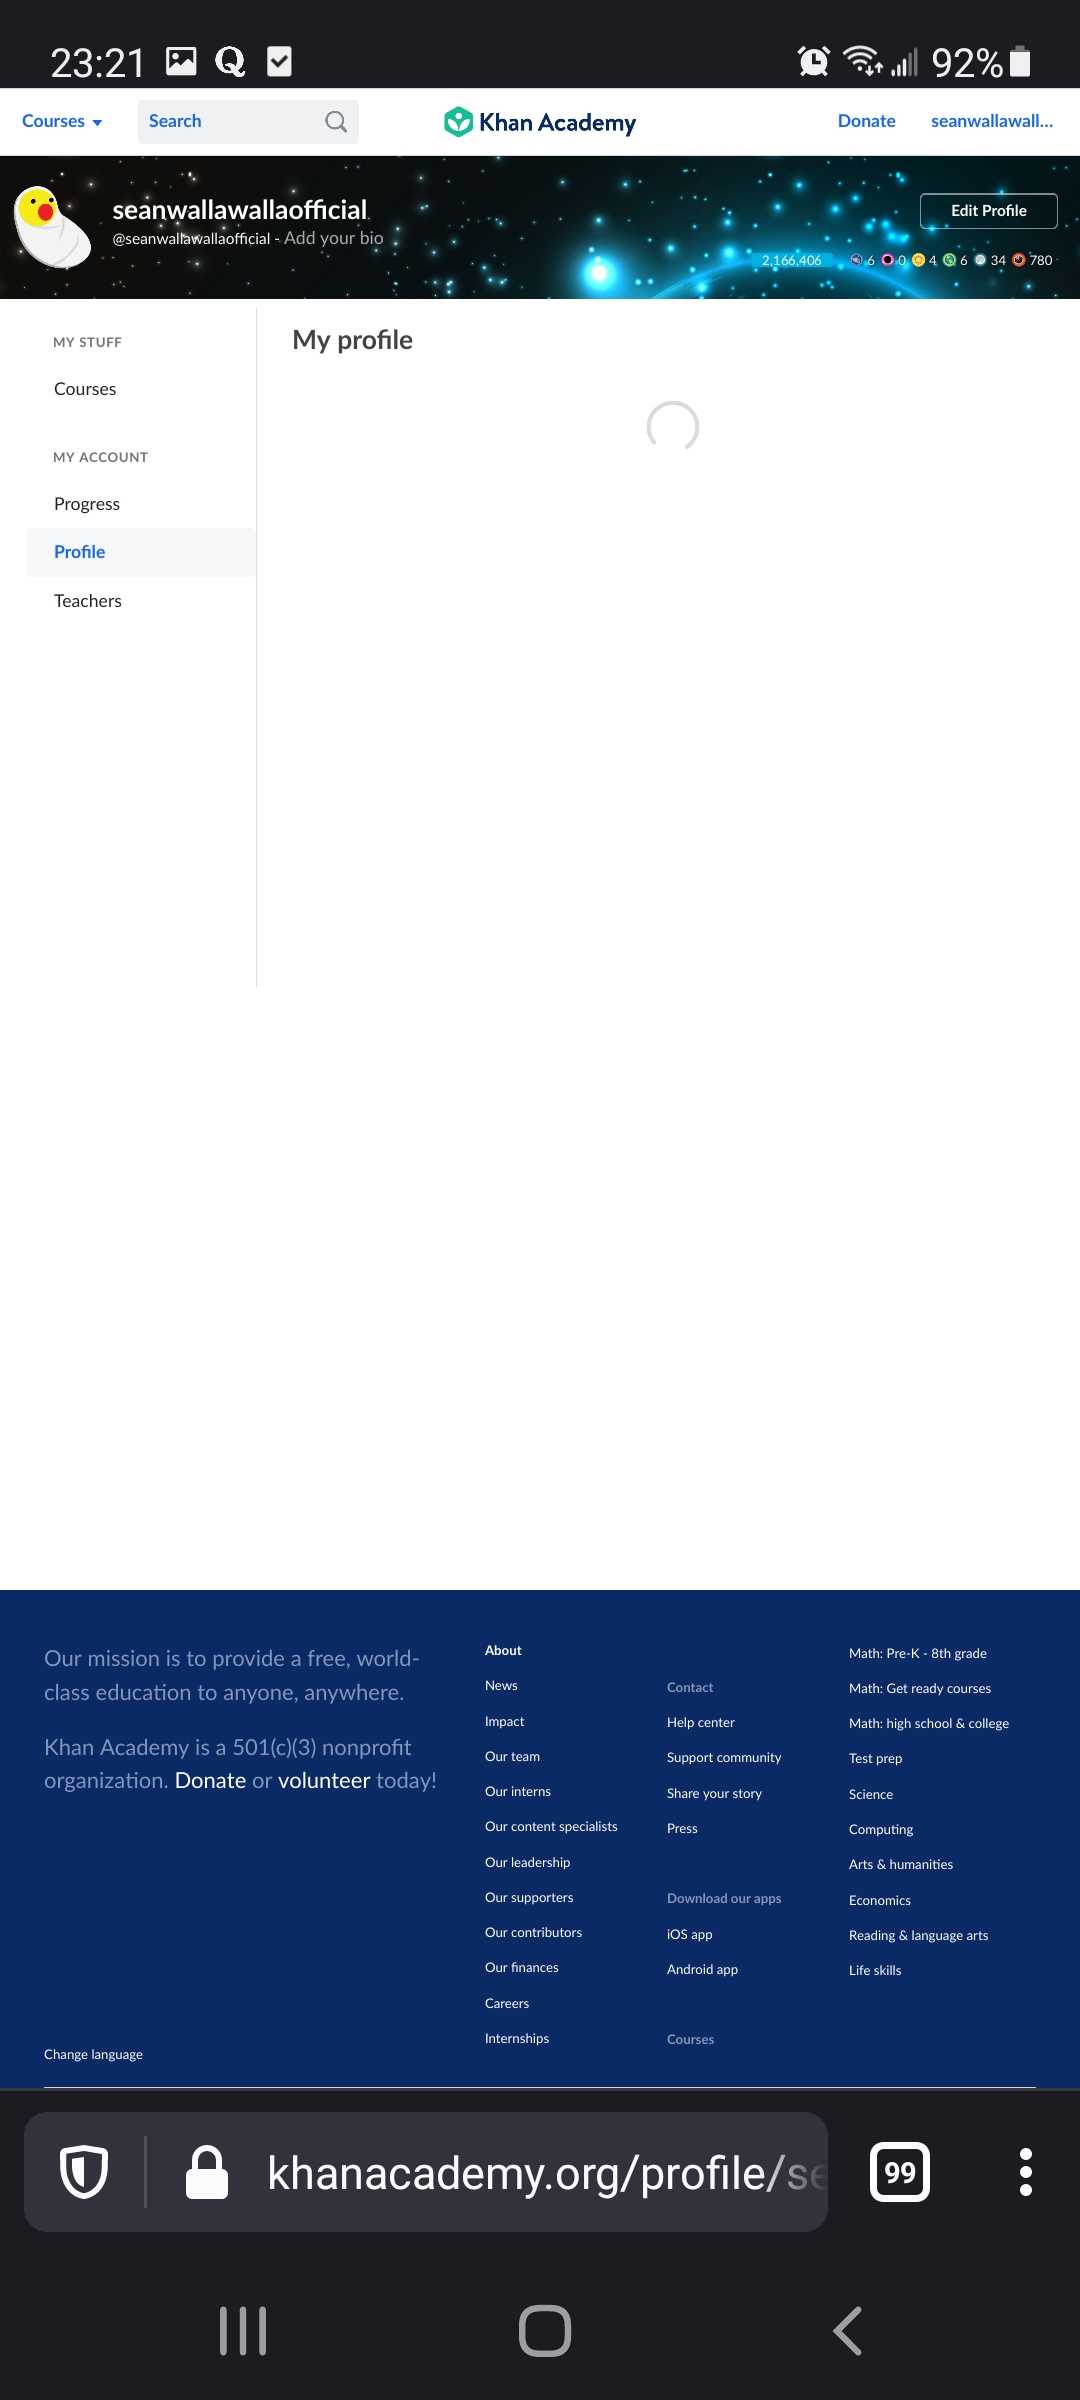 23:21
92%
Courses
Search
Khan Academy
Donate
seanwallawall...
seanwallawallaofficial
@seanwallawallaofficial - Add your bio
Edit Profile
2,166,406 6 0 4 6 34 780
MY STUFF
Courses
MY ACCOUNT
Progress
Profile
Teachers
My profile
Our mission is to provide a free, world-
class education to anyone, anywhere.
Khan Academy is a 501(c)(3) nonprofit
organization. Donate or volunteer today!
Change language
About
News
Impact
Our team
Our interns
Our content specialists
Our leadership
Our supporters
Our contributors
Our finances
Careers
Internships
Contact
Help center
Support community
Share your story
Press
Download our apps
iOS app
Android app
Courses
Math: Pre-K - 8th grade
Math: Get ready courses
Math: high school & college
Test prep
Science
Computing
Arts & humanities
Economics
Reading & language arts
Life skills
khanacademy.org/profile/se
99